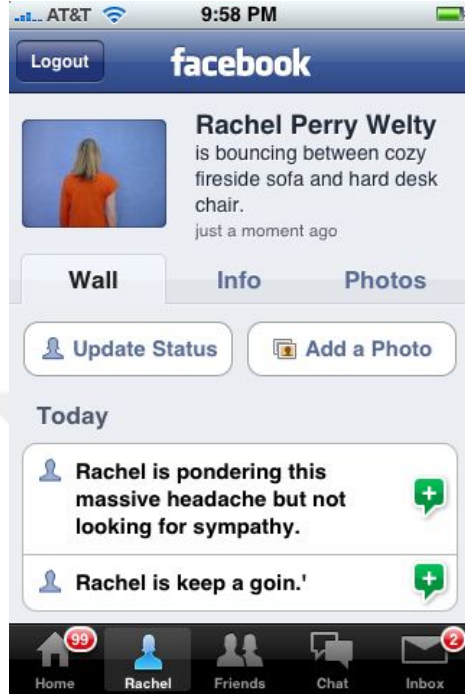 AT&T 9:58 PM
Logout facebook
Rachel Perry Welty
is bouncing between cozy
fireside sofa and hard desk
chair.
just a moment ago
Wall Info Photos
Update Status Add a Photo
Today
Rachel is pondering this
massive headache but not
looking for sympathy.
Rachel is keep a goin.'
99 2
Home Rachel Friends Chat Inbox